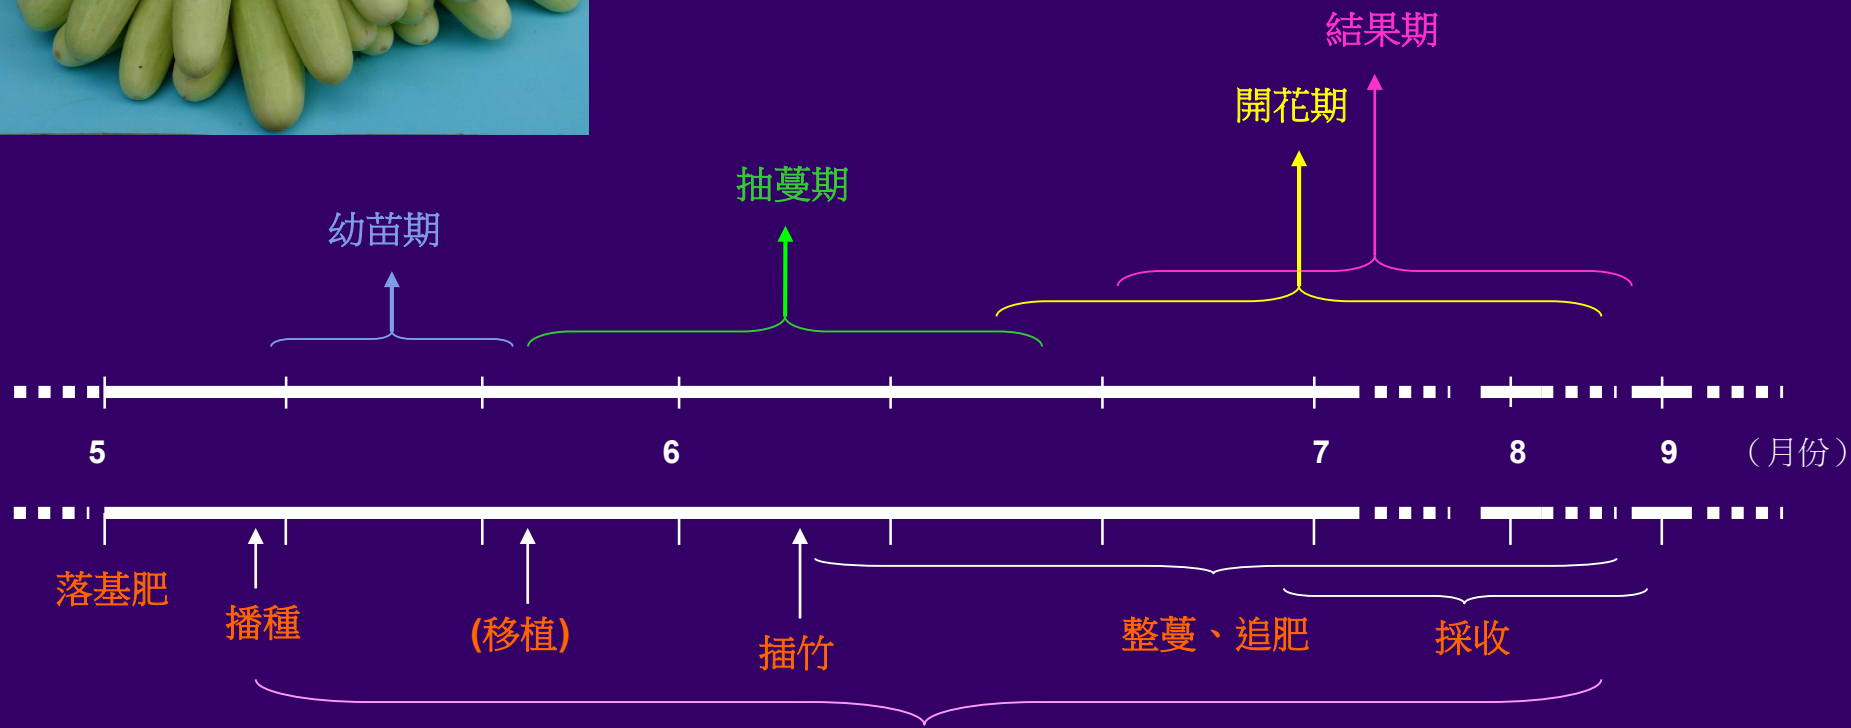 結果期
開花期
抽蔓期
幼苗期
5 6 7 8 9 （月份）
落基肥
播種
(移植)
插竹
整蔓、追肥
採收